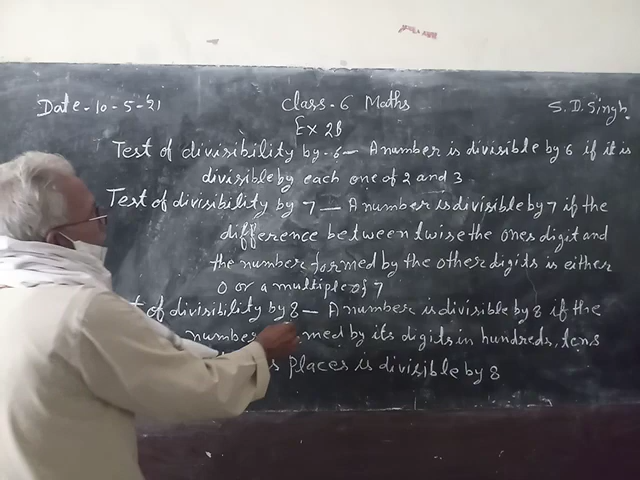 Date - 10-5-21 Class - 6 Maths S. D. Singh
Ex 2B
Test of divisibility by - 6 — A number is divisible by 6 if it is
divisible by each one of 2 and 3
Test of divisibility by 7 — A number is divisible by 7 if the
difference between twise the ones digit and
the number formed by the other digits is either
0 or a multiple of 7
of divisibility by 8 — A number is divisible by 8 if the
number by its digits in hundreds, tens
places is divisible by 8